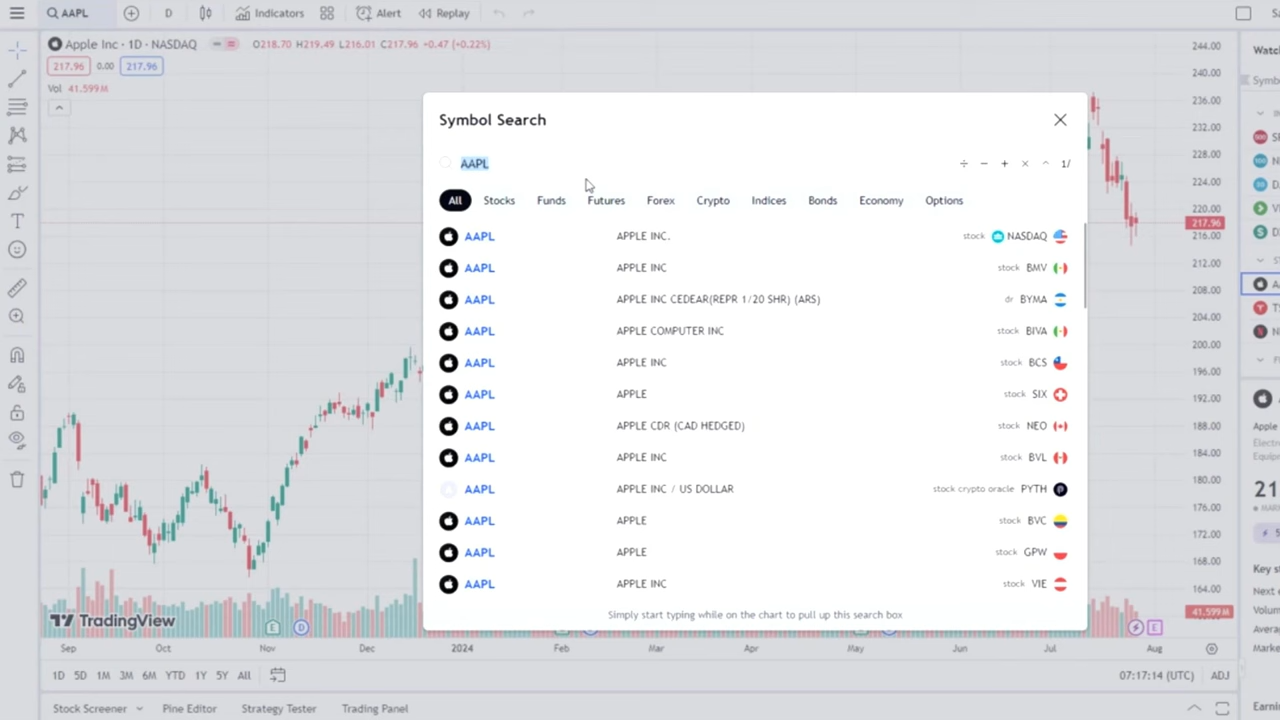 AAPL D Indicators Alert Replay
Apple Inc · 1D · NASDAQ O218.70 H219.49 L216.01 C217.96 +0.47 (+0.22%)
217.96 0.00 217.96
Vol 41.599M
Symbol Search
AAPL ÷ − + × ^ 1/
All Stocks Funds Futures Forex Crypto Indices Bonds Economy Options
AAPL APPLE INC. stock NASDAQ
AAPL APPLE INC stock BMV
AAPL APPLE INC CEDEAR(REPR 1/20 SHR) (ARS) dr BYMA
AAPL APPLE COMPUTER INC stock BIVA
AAPL APPLE INC stock BCS
AAPL APPLE stock SIX
AAPL APPLE CDR (CAD HEDGED) stock NEO
AAPL APPLE INC stock BVL
AAPL APPLE INC / US DOLLAR stock crypto oracle PYTH
AAPL APPLE stock BVC
AAPL APPLE stock GPW
AAPL APPLE INC stock VIE
Simply start typing while on the chart to pull up this search box
244.00
240.00
236.00
232.00
228.00
224.00
220.00
217.96
216.00
212.00
208.00
204.00
200.00
196.00
192.00
188.00
184.00
180.00
176.00
172.00
168.00
164.00
41.599M
TradingView
E D E
Sep Oct Nov Dec 2024 Feb Mar Apr May Jun Jul Aug
1D 5D 1M 3M 6M YTD 1Y 5Y All 07:17:14 (UTC) ADJ
Stock Screener Pine Editor Strategy Tester Trading Panel
Apple
Key st
Next
Volum
Avera
Marke
Earnin